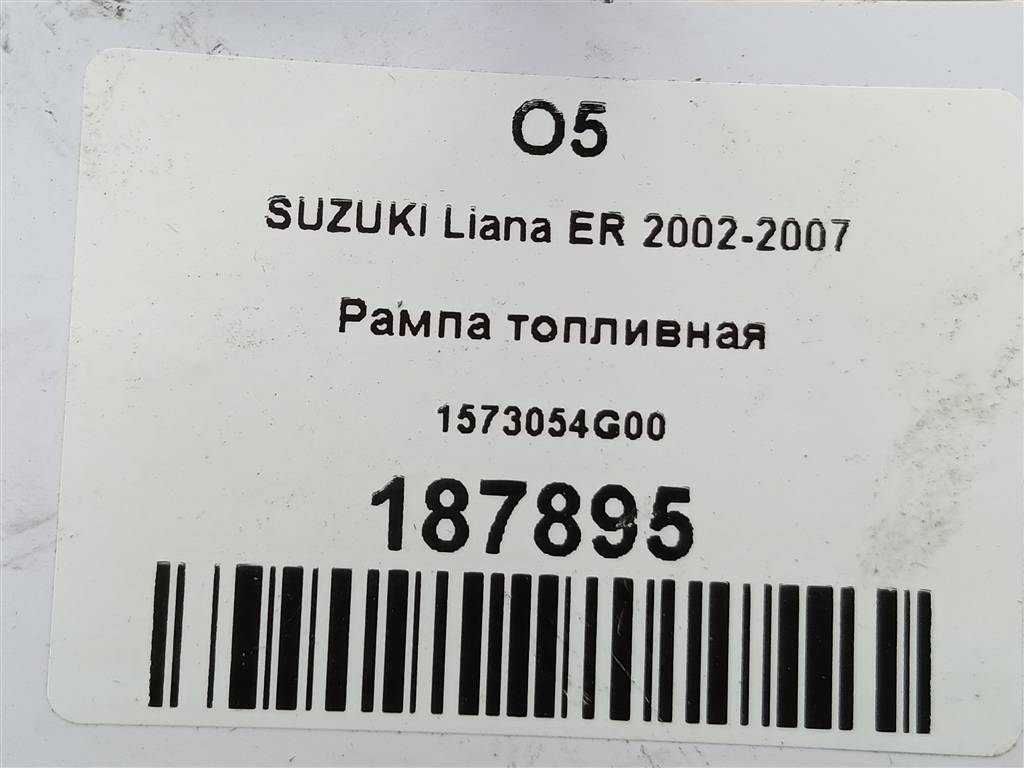 O5
SUZUKI Liana ER 2002-2007
Рампа топливная
1573054G00
187895